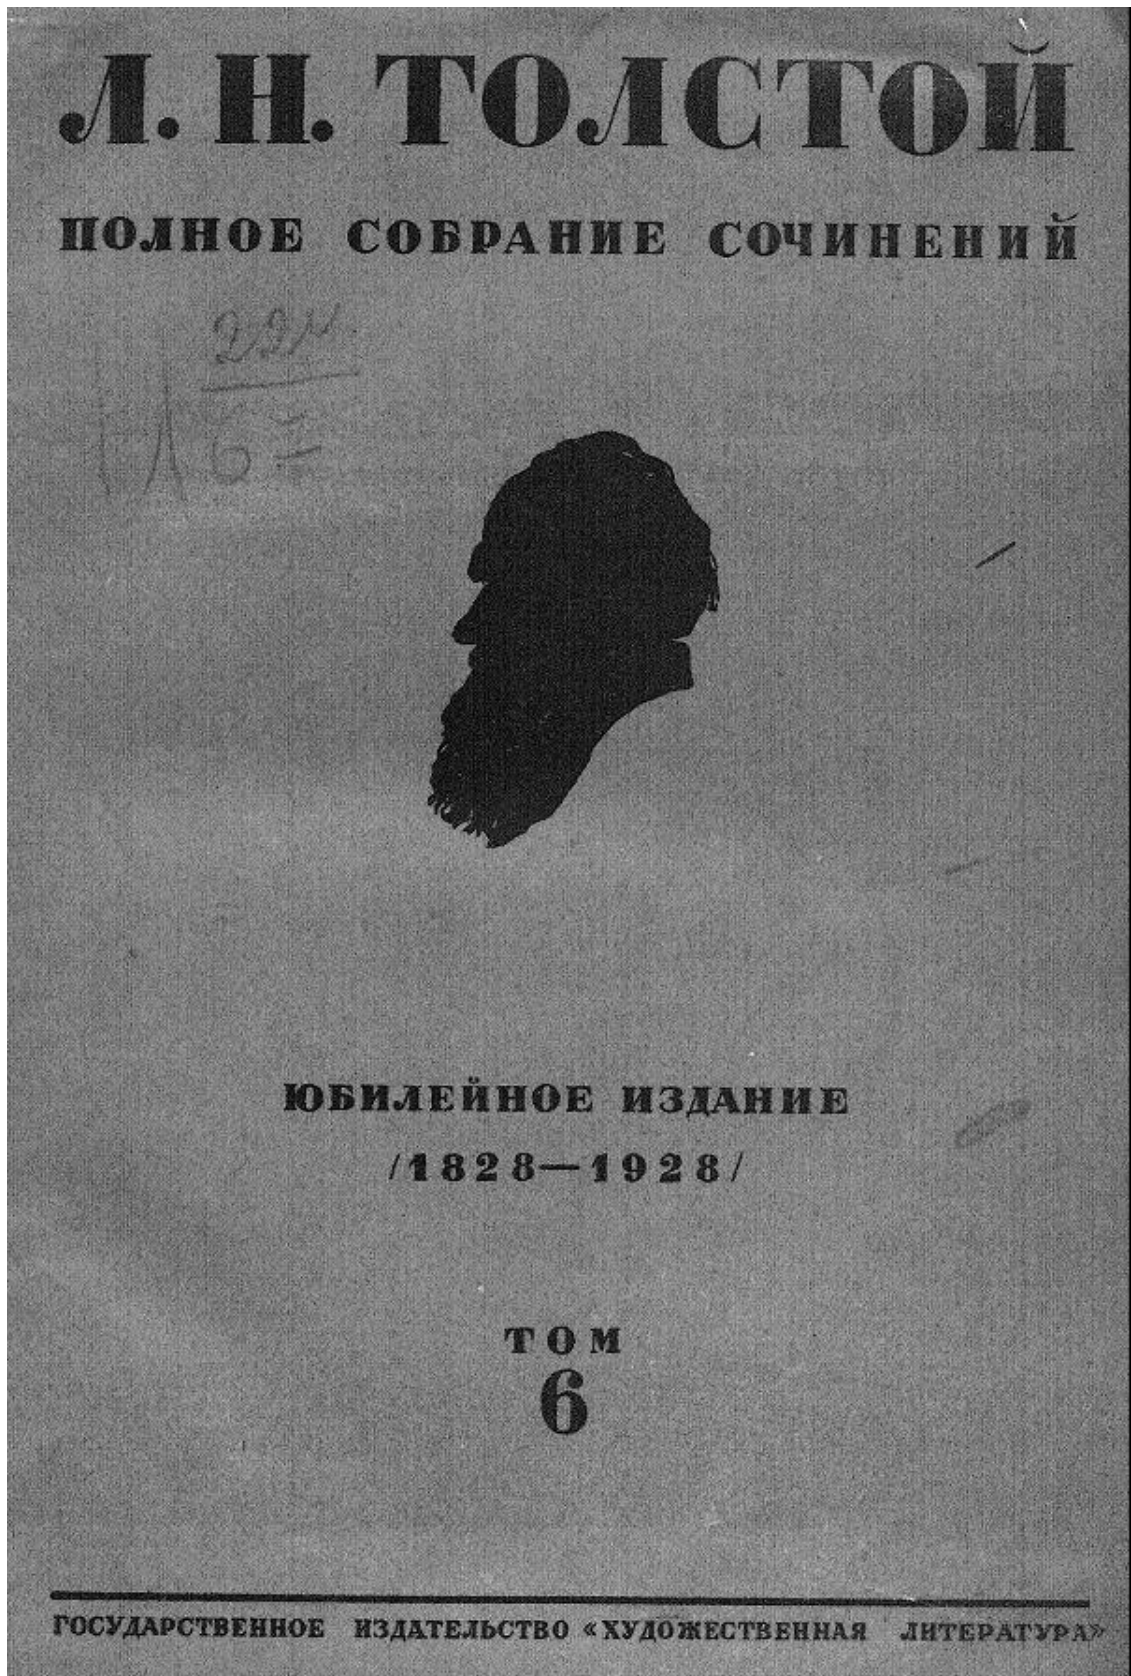 Л. Н. ТОЛСТОЙ
ПОЛНОЕ СОБРАНИЕ СОЧИНЕНИЙ
ЮБИЛЕЙНОЕ ИЗДАНИЕ
/1828—1928/
ТОМ
6
ГОСУДАРСТВЕННОЕ ИЗДАТЕЛЬСТВО «ХУДОЖЕСТВЕННАЯ ЛИТЕРАТУРА»